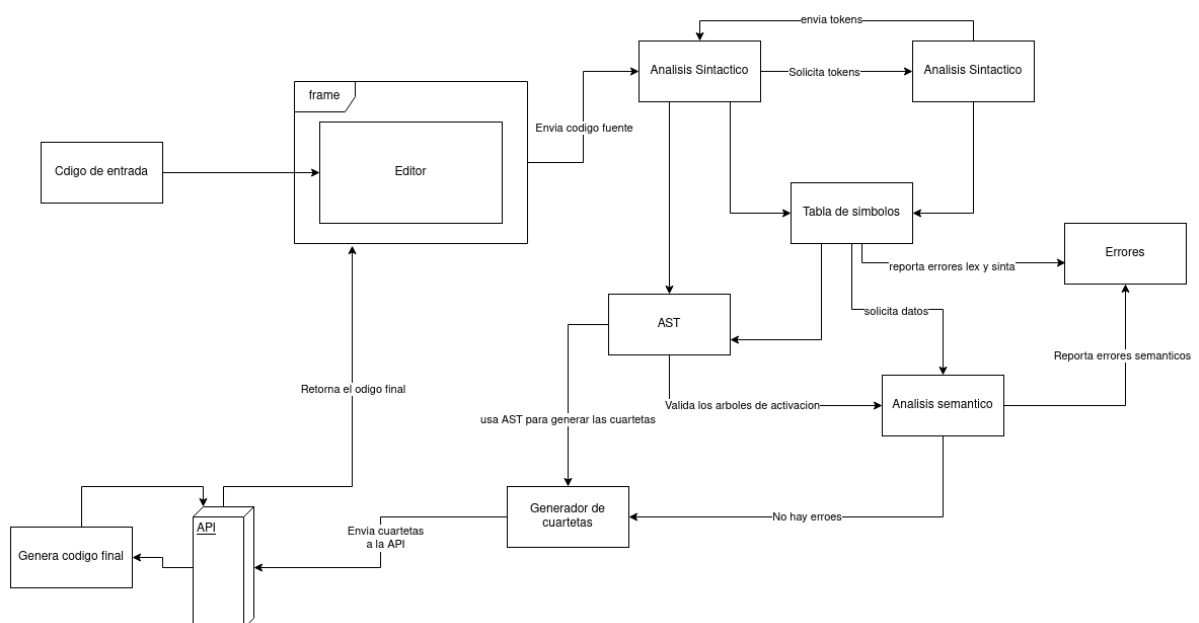 envia tokens
Analisis Sintactico
Solicita tokens
Analisis Sintactico
frame
Envia codigo fuente
Cdigo de entrada
Editor
Tabla de simbolos
Errores
reporta errores lex y sinta
solicita datos
AST
Reporta errores semanticos
Retorna el odigo final
Valida los arboles de activacion
Analisis semantico
usa AST para generar las cuartetas
Generador de
cuartetas
No hay erroes
API
Envia cuartetas
a la API
Genera codigo final